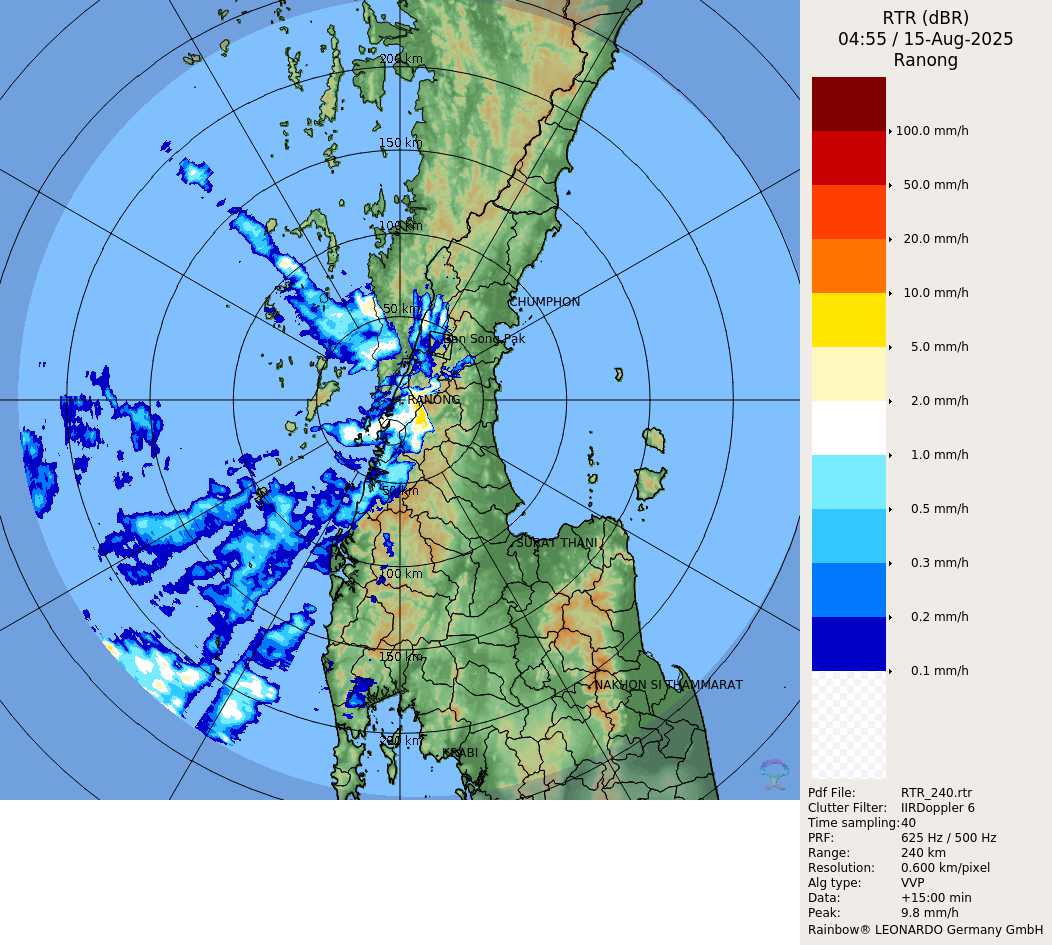 RTR (dBR)
04:55 / 15-Aug-2025
Ranong
200 km
150 km
100 km
50 km
CHUMPHON
Ban Song Pak
RANONG
50 km
SURAT THANI
100 km
150 km
NAKHON SI THAMMARAT
200 km
KRABI
100.0 mm/h
50.0 mm/h
20.0 mm/h
10.0 mm/h
5.0 mm/h
2.0 mm/h
1.0 mm/h
0.5 mm/h
0.3 mm/h
0.2 mm/h
0.1 mm/h
Pdf File: RTR_240.rtr
Clutter Filter: IIRDoppler 6
Time sampling:40
PRF: 625 Hz / 500 Hz
Range: 240 km
Resolution: 0.600 km/pixel
Alg type: VVP
Data: +15:00 min
Peak: 9.8 mm/h
Rainbow® LEONARDO Germany GmbH